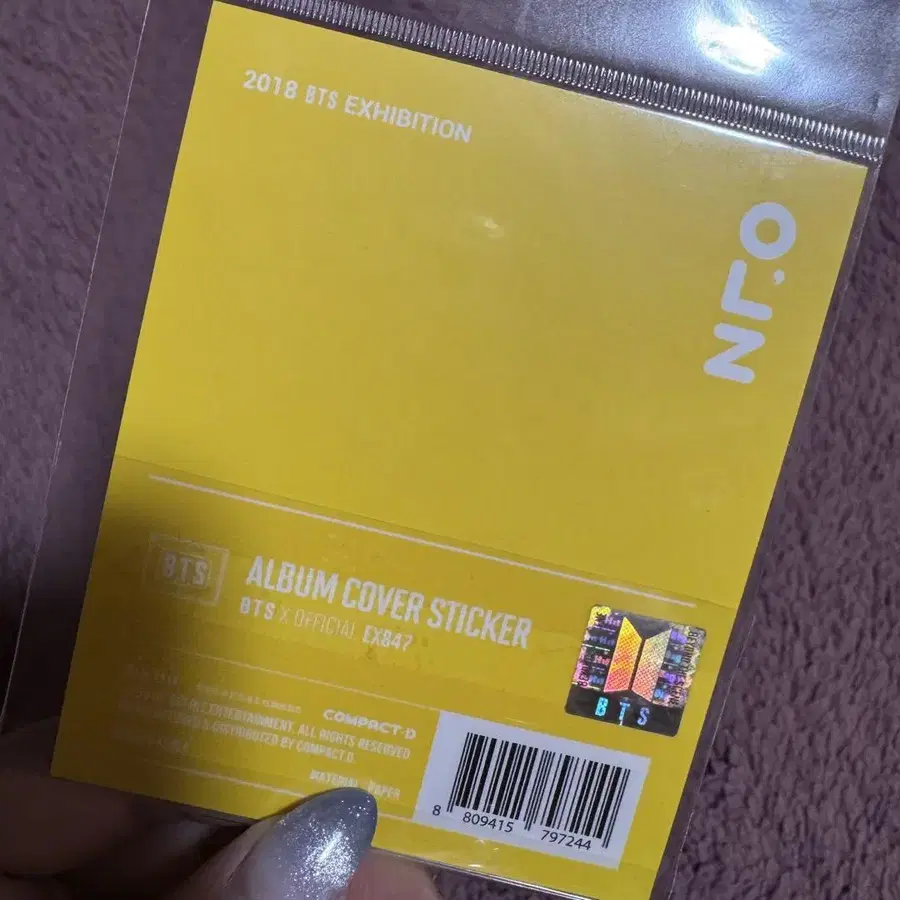 2018 BTS EXHIBITION
오,늘
BTS
ALBUM COVER STICKER
BTS X OFFICIAL EX847
COMPACT·D
ENTERTAINMENT. ALL RIGHTS RESERVED
& DISTRIBUTED BY COMPACT D.
MATERIAL : PAPER
BTS
8 809415 797244